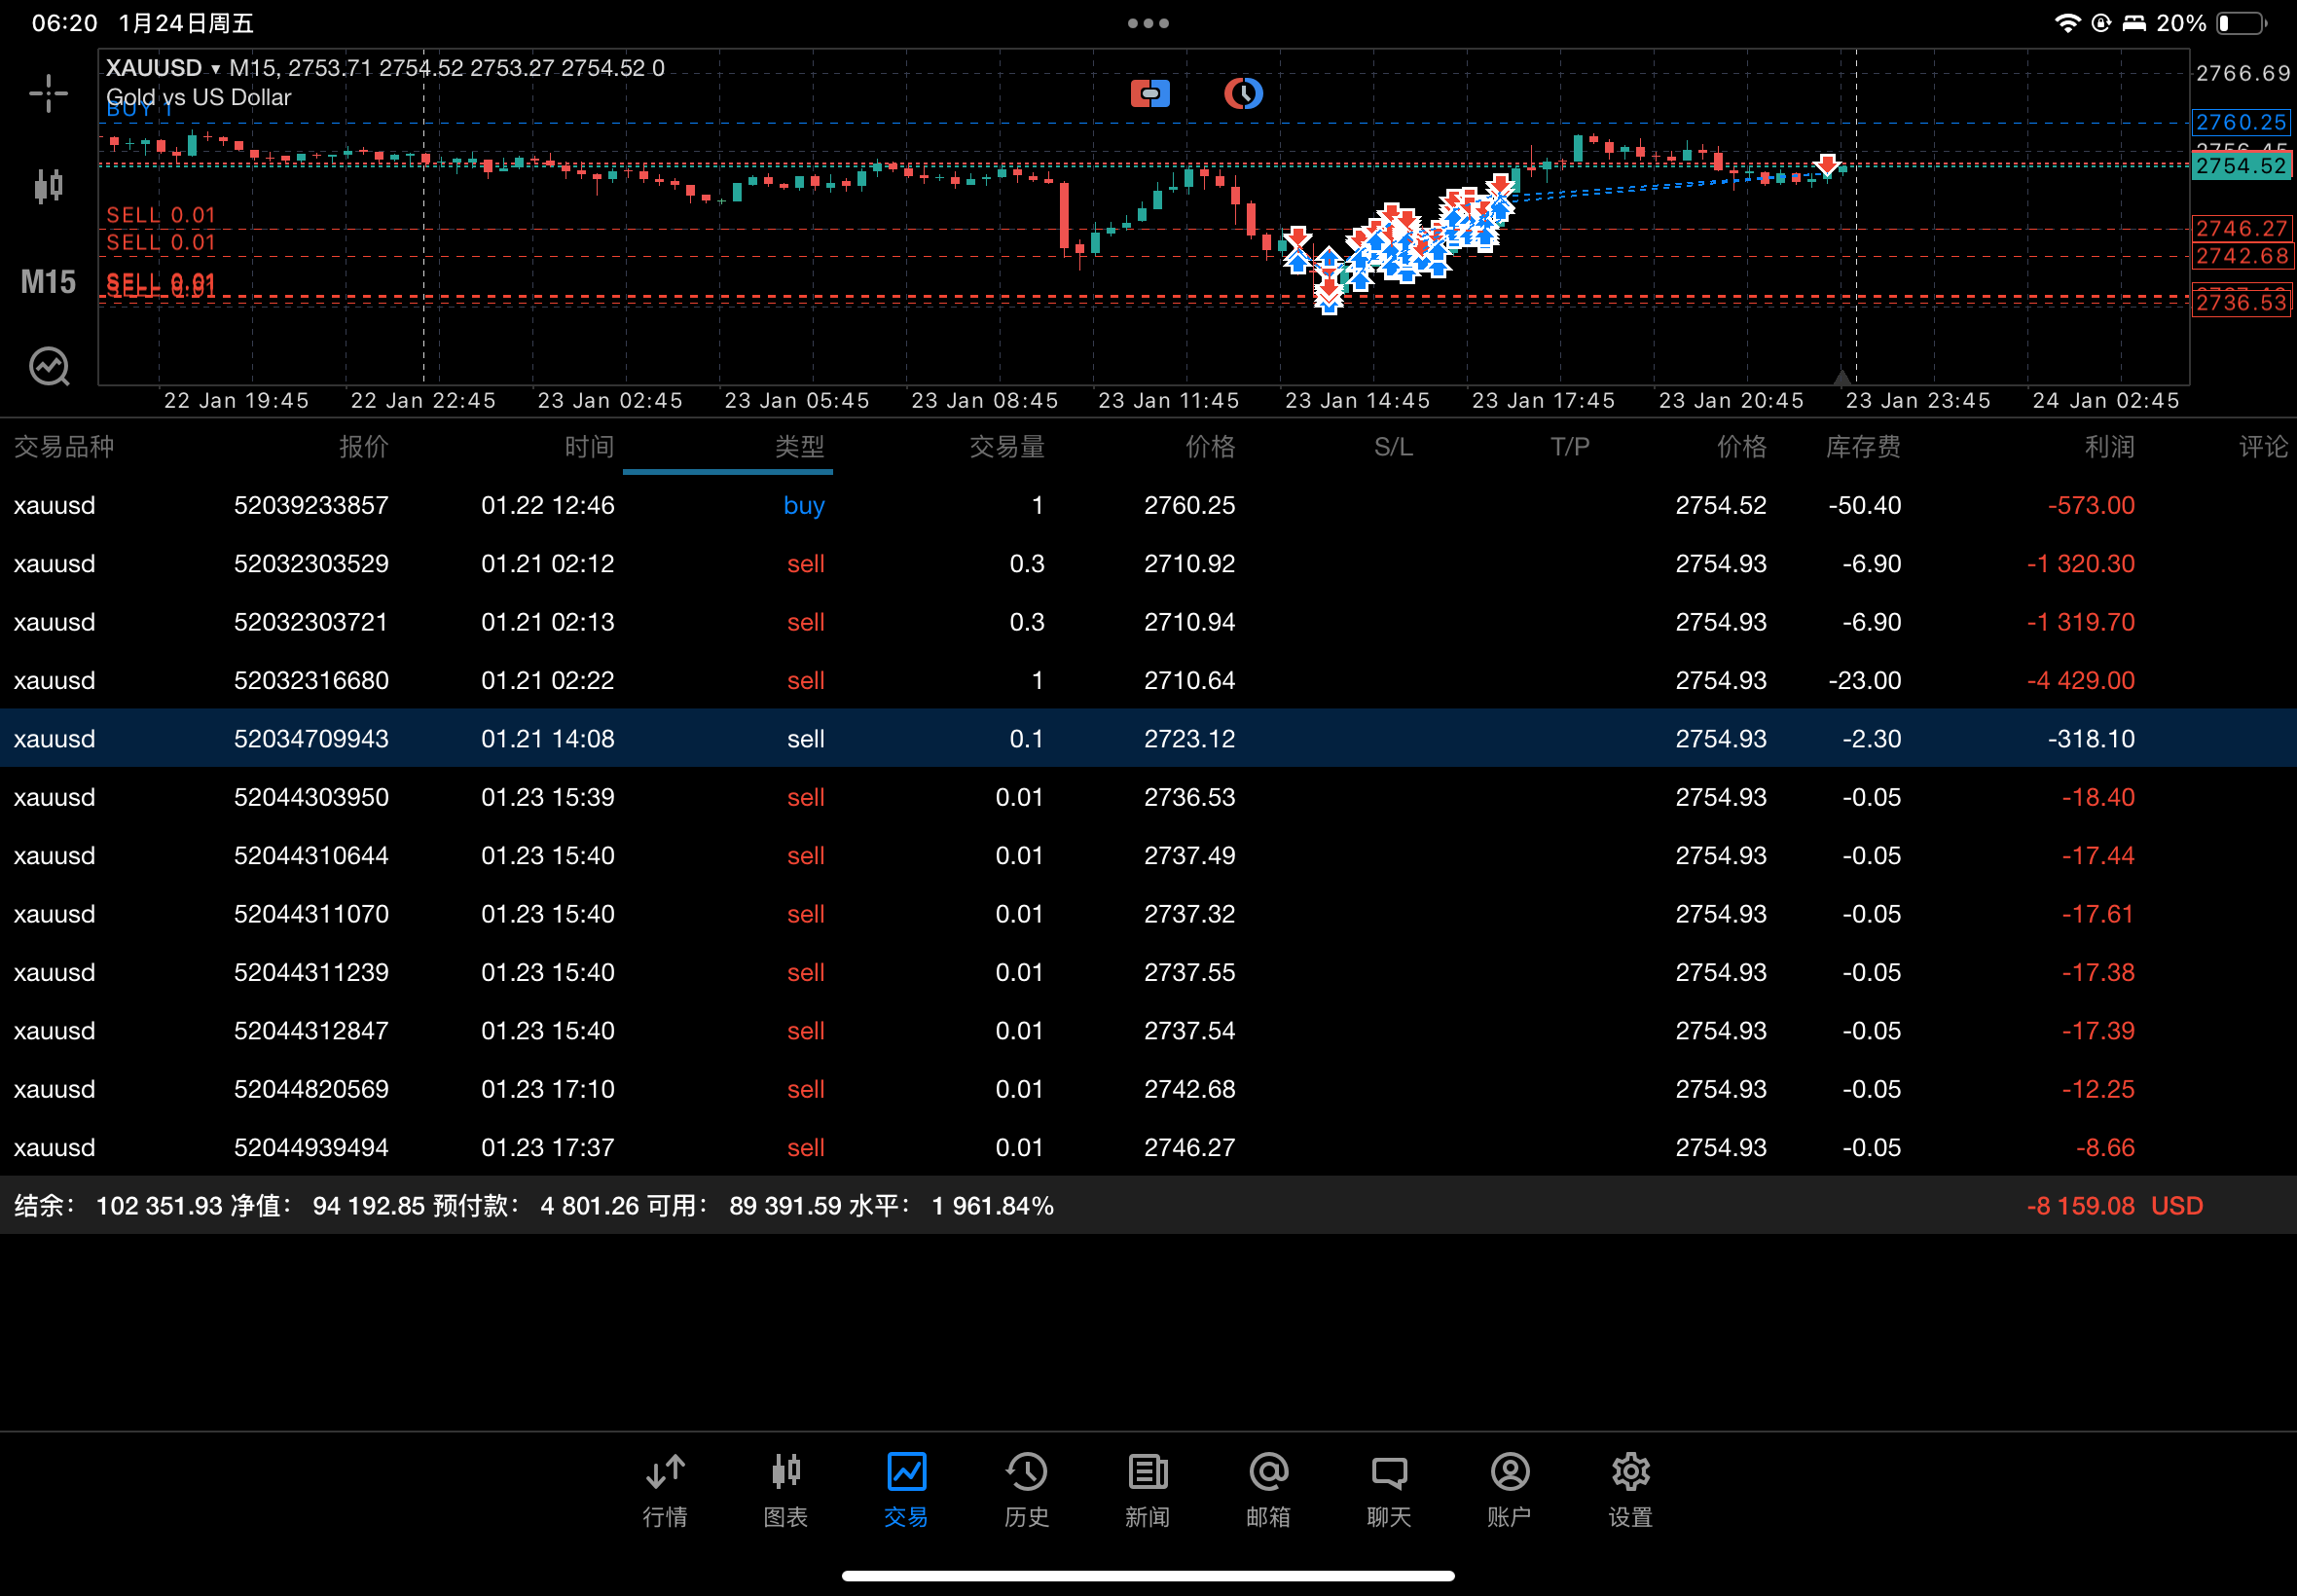 06:20 1月24日周五
20%
XAUUSD ▾ M15, 2753.71 2754.52 2753.27 2754.52 0
Gold vs US Dollar
BUY 1
SELL 0.01
SELL 0.01
SELL 0.01
SELL 0.01
M15
2766.69
2760.25
2756.45
2754.52
2746.27
2742.68
2736.53
22 Jan 19:45 22 Jan 22:45 23 Jan 02:45 23 Jan 05:45 23 Jan 08:45 23 Jan 11:45 23 Jan 14:45 23 Jan 17:45 23 Jan 20:45 23 Jan 23:45 24 Jan 02:45
交易品种 报价 时间 类型 交易量 价格 S/L T/P 价格 库存费 利润 评论
xauusd 52039233857 01.22 12:46 buy 1 2760.25 2754.52 -50.40 -573.00
xauusd 52032303529 01.21 02:12 sell 0.3 2710.92 2754.93 -6.90 -1 320.30
xauusd 52032303721 01.21 02:13 sell 0.3 2710.94 2754.93 -6.90 -1 319.70
xauusd 52032316680 01.21 02:22 sell 1 2710.64 2754.93 -23.00 -4 429.00
xauusd 52034709943 01.21 14:08 sell 0.1 2723.12 2754.93 -2.30 -318.10
xauusd 52044303950 01.23 15:39 sell 0.01 2736.53 2754.93 -0.05 -18.40
xauusd 52044310644 01.23 15:40 sell 0.01 2737.49 2754.93 -0.05 -17.44
xauusd 52044311070 01.23 15:40 sell 0.01 2737.32 2754.93 -0.05 -17.61
xauusd 52044311239 01.23 15:40 sell 0.01 2737.55 2754.93 -0.05 -17.38
xauusd 52044312847 01.23 15:40 sell 0.01 2737.54 2754.93 -0.05 -17.39
xauusd 52044820569 01.23 17:10 sell 0.01 2742.68 2754.93 -0.05 -12.25
xauusd 52044939494 01.23 17:37 sell 0.01 2746.27 2754.93 -0.05 -8.66
结余： 102 351.93 净值： 94 192.85 预付款： 4 801.26 可用： 89 391.59 水平： 1 961.84% -8 159.08 USD
行情 图表 交易 历史 新闻 邮箱 聊天 账户 设置